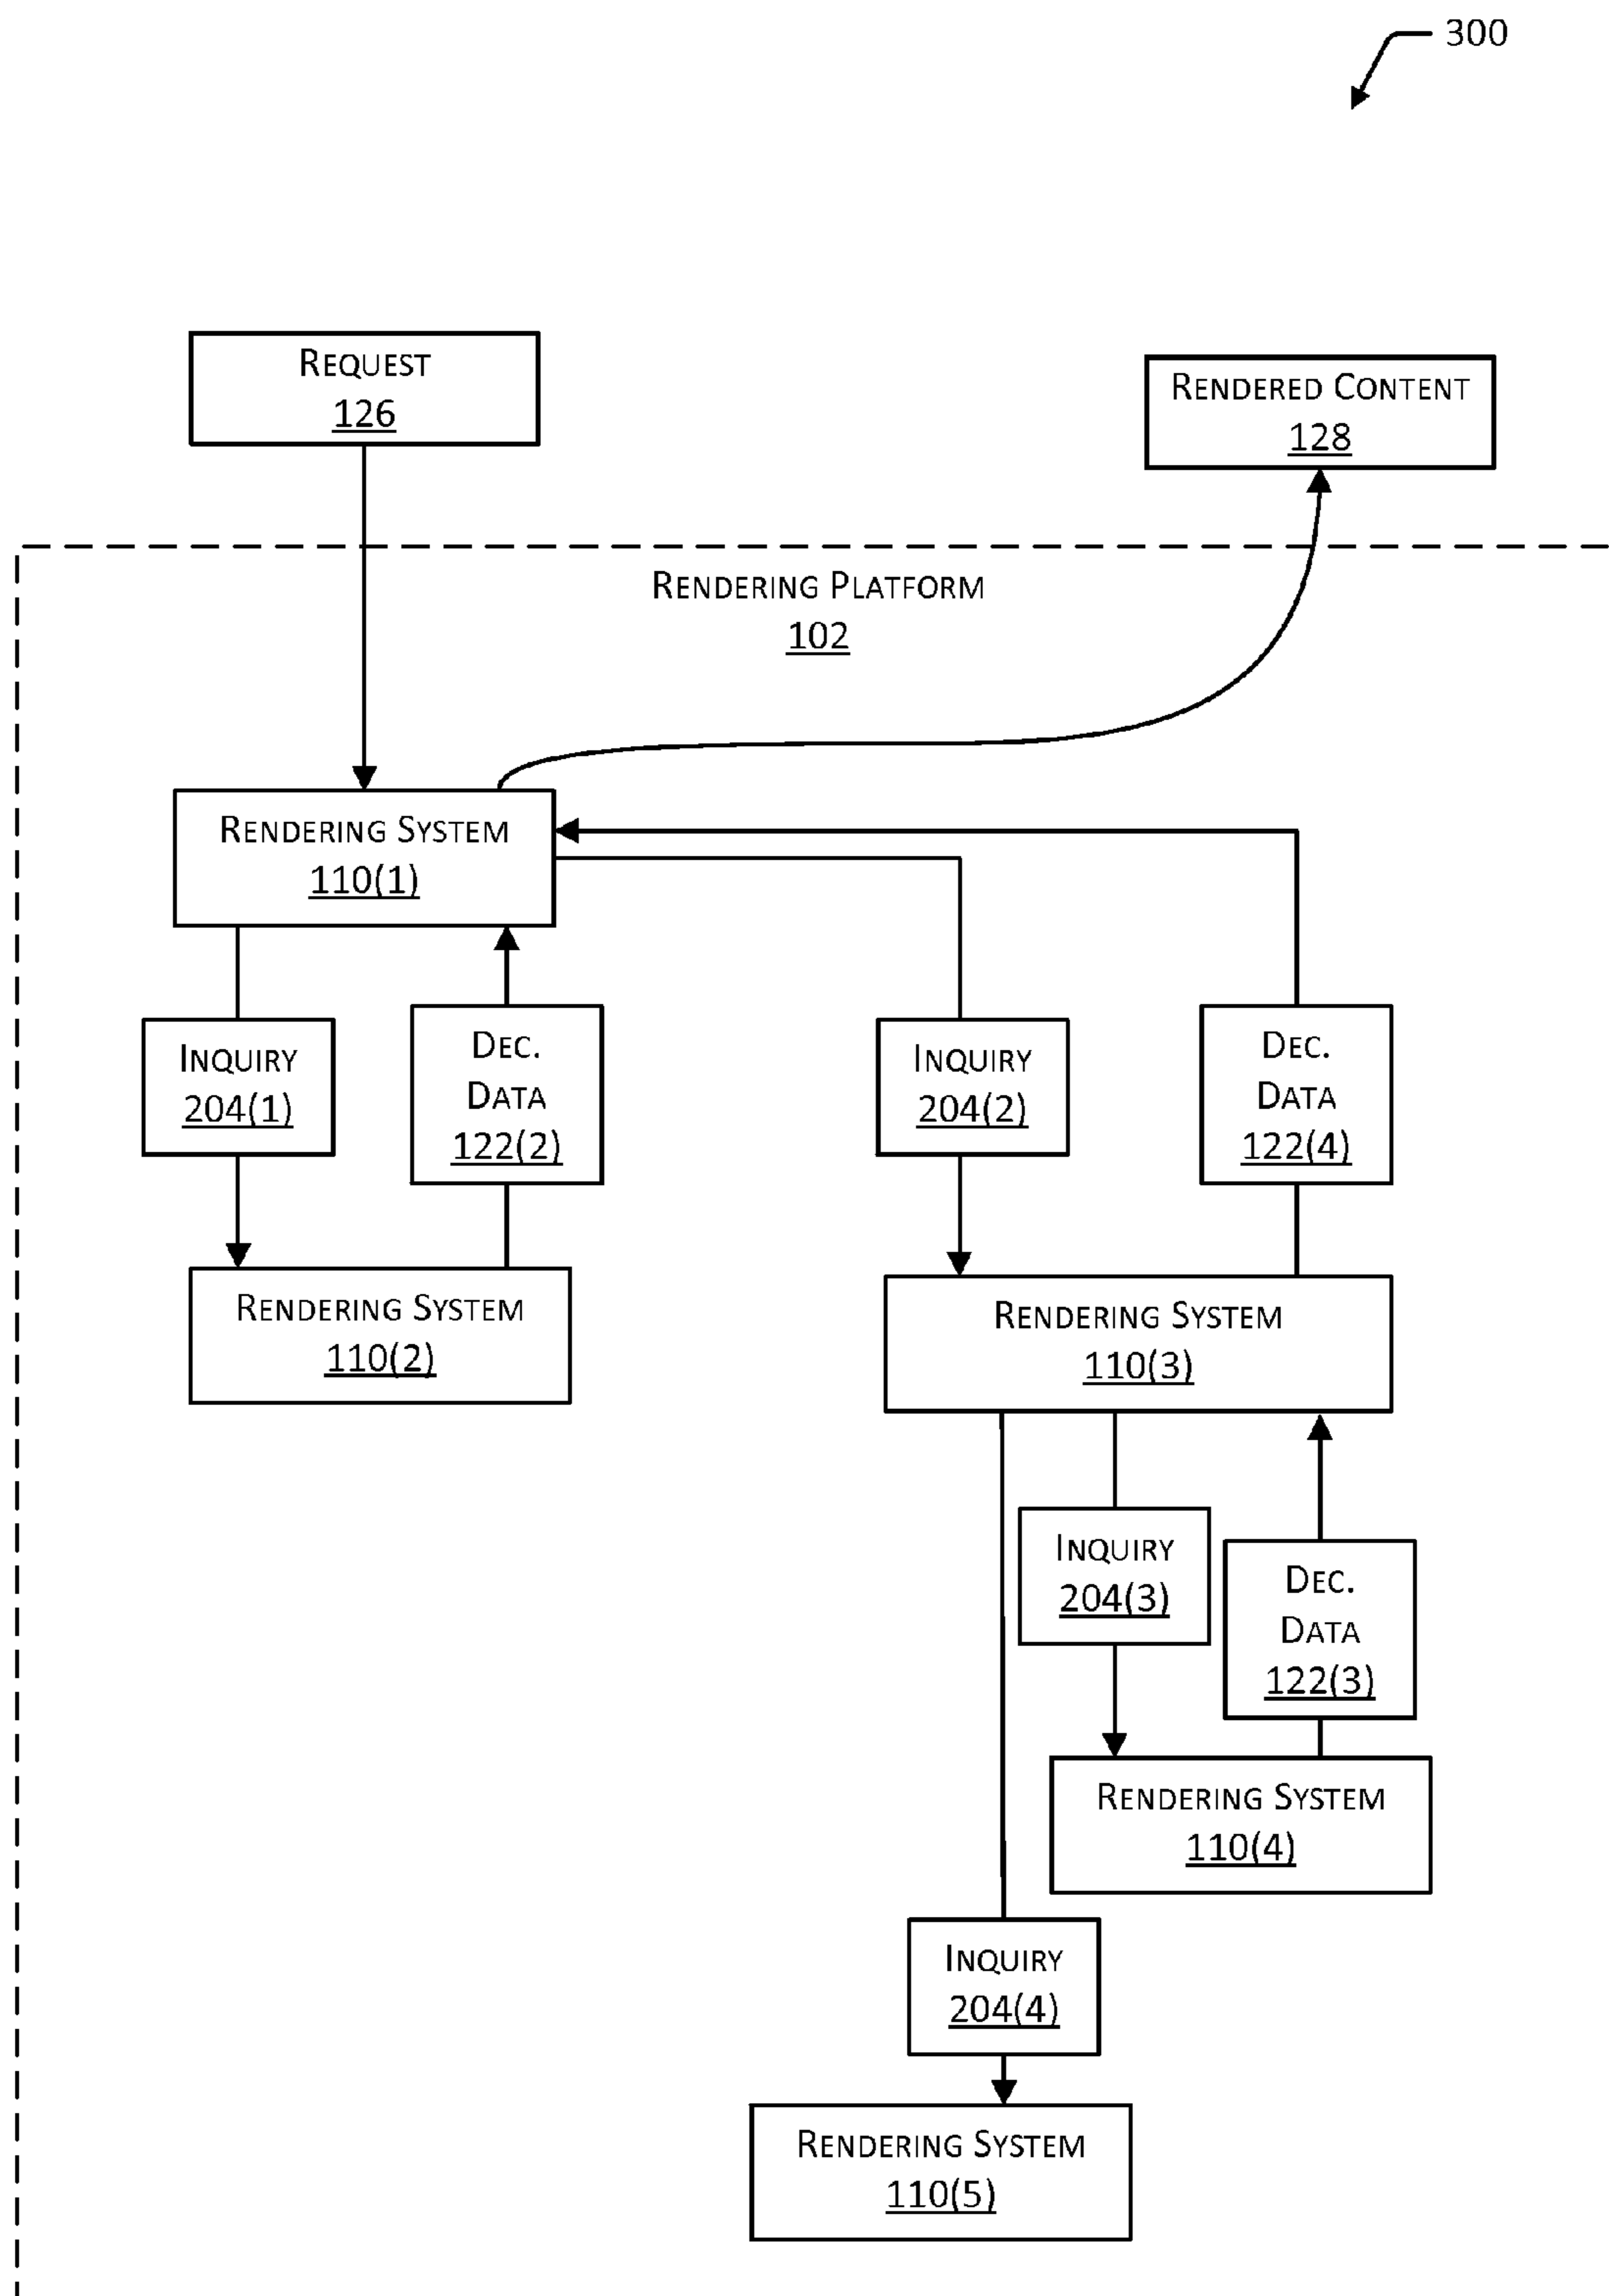 300
REQUEST
126
RENDERED CONTENT
128
RENDERING PLATFORM
102
RENDERING SYSTEM
110(1)
INQUIRY
204(1)
DEC.
DATA
122(2)
INQUIRY
204(2)
DEC.
DATA
122(4)
RENDERING SYSTEM
110(2)
RENDERING SYSTEM
110(3)
INQUIRY
204(3)
DEC.
DATA
122(3)
RENDERING SYSTEM
110(4)
INQUIRY
204(4)
RENDERING SYSTEM
110(5)